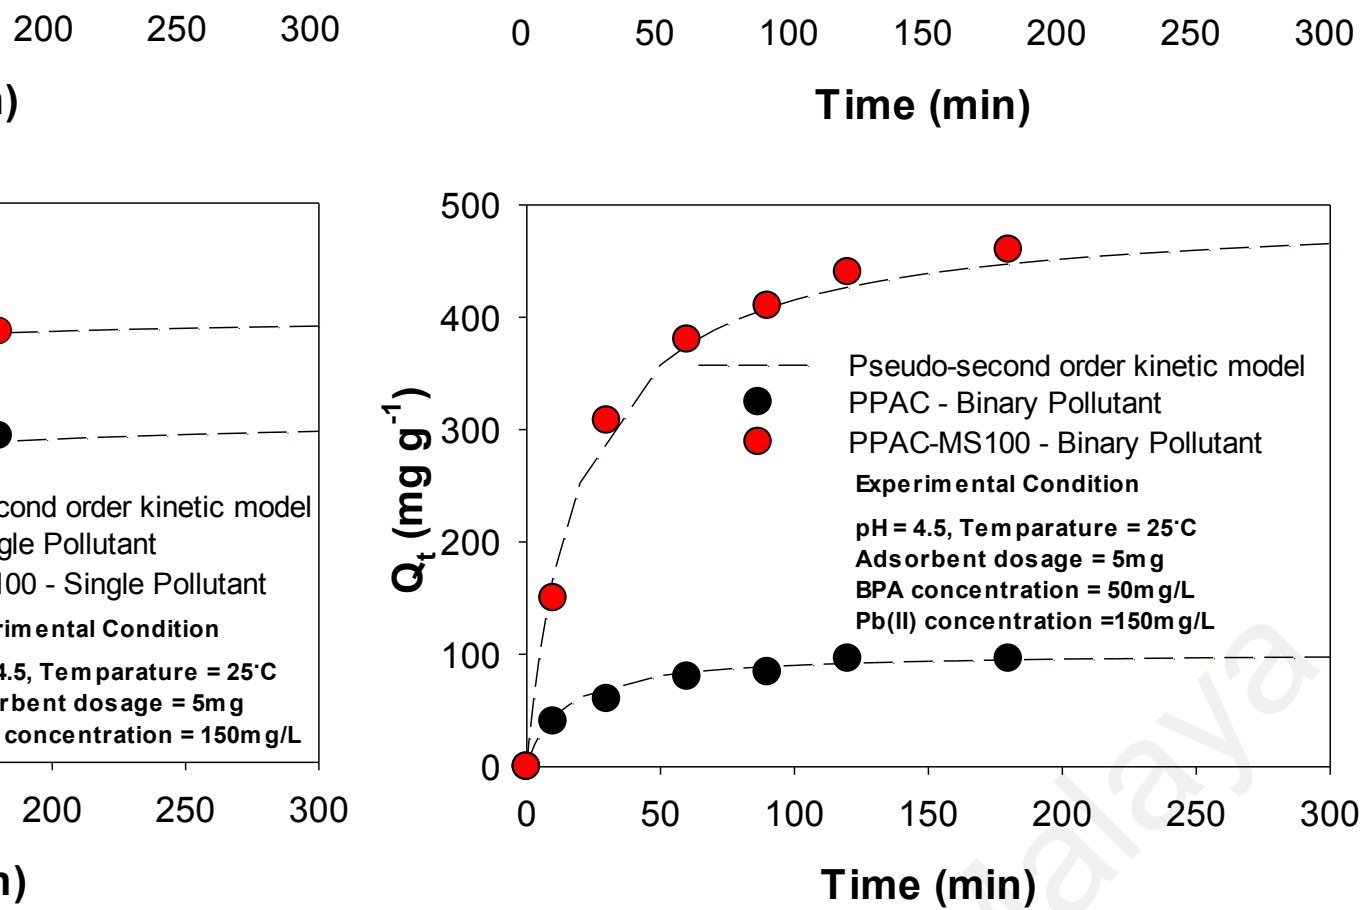 200 250 300
0 50 100 150 200 250 300
)
Time (min)
cond order kinetic model
gle Pollutant
100 - Single Pollutant
rimental Condition
4.5, Temparature = 25°C
rbent dosage = 5mg
concentration = 150mg/L
200 250 300
)
500
400
300
200
100
0
Qt (mg g-1)
Pseudo-second order kinetic model
PPAC - Binary Pollutant
PPAC-MS100 - Binary Pollutant
Experimental Condition
pH = 4.5, Temparature = 25°C
Adsorbent dosage = 5mg
BPA concentration = 50mg/L
Pb(II) concentration =150mg/L
0 50 100 150 200 250 300
Time (min)
alaya